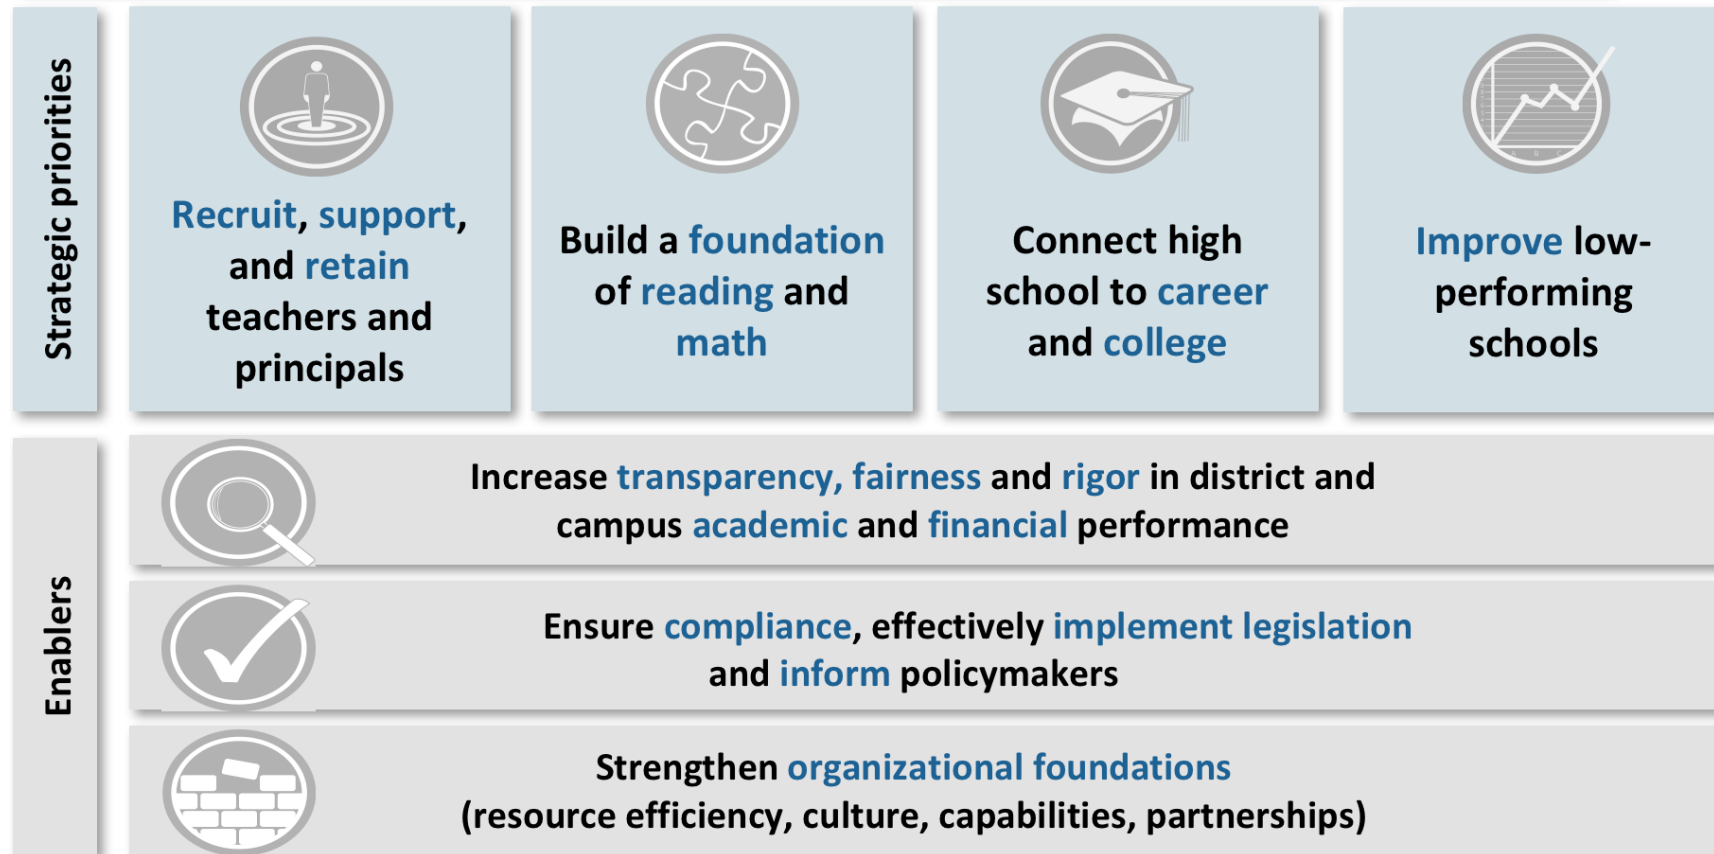 Strategic priorities
Recruit, support,
and retain
teachers and
principals
Build a foundation
of reading and
math
Connect high
school to career
and college
Improve low-
performing
schools
Enablers
Increase transparency, fairness and rigor in district and
campus academic and financial performance
Ensure compliance, effectively implement legislation
and inform policymakers
Strengthen organizational foundations
(resource efficiency, culture, capabilities, partnerships)